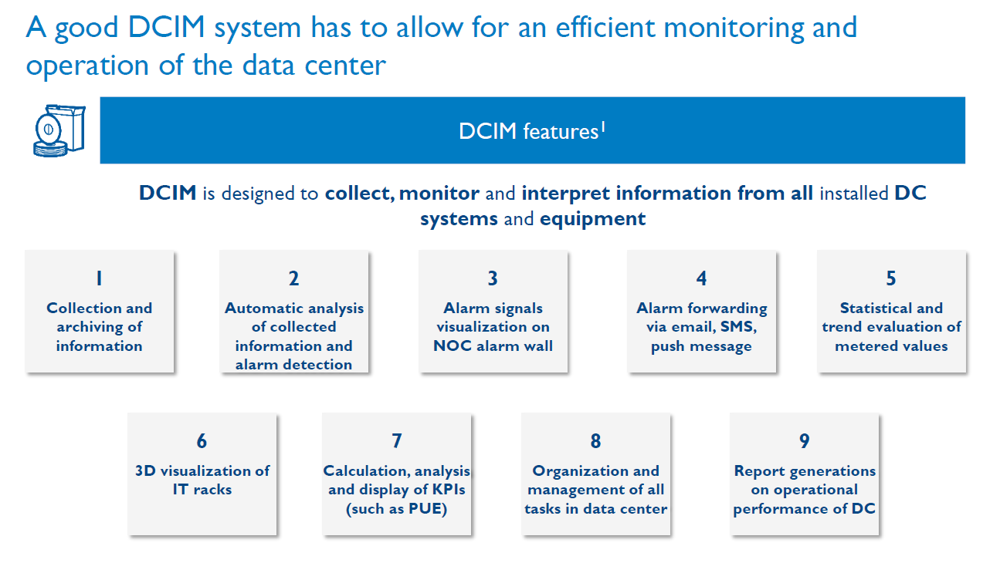 A good DCIM system has to allow for an efficient monitoring and
operation of the data center
DCIM features¹
DCIM is designed to collect, monitor and interpret information from all installed DC
systems and equipment
1
Collection and
archiving of
information
2
Automatic analysis
of collected
information and
alarm detection
3
Alarm signals
visualization on
NOC alarm wall
4
Alarm forwarding
via email, SMS,
push message
5
Statistical and
trend evaluation of
metered values
6
3D visualization of
IT racks
7
Calculation, analysis
and display of KPIs
(such as PUE)
8
Organization and
management of all
tasks in data center
9
Report generations
on operational
performance of DC